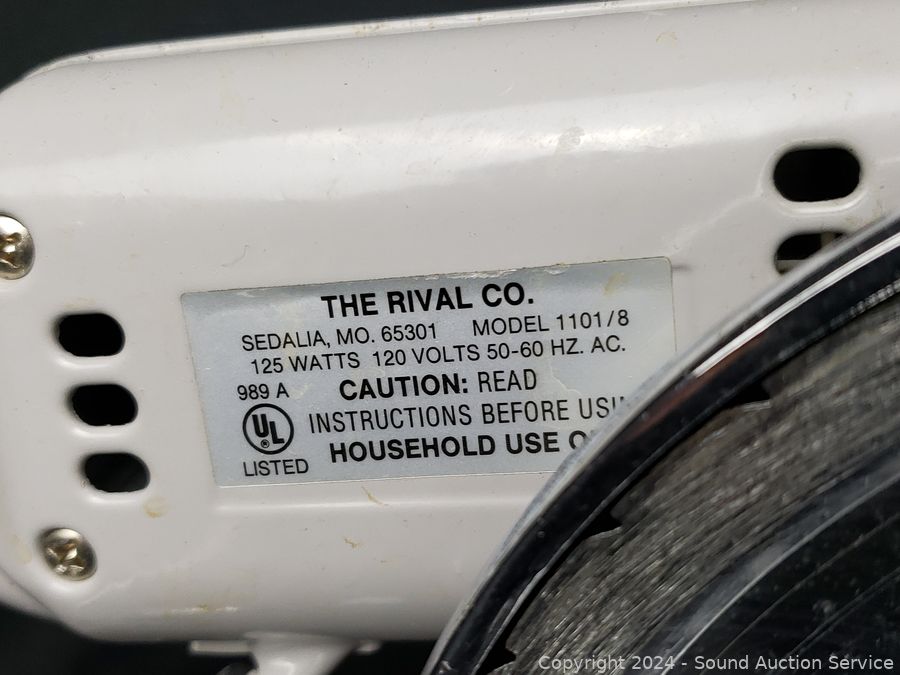 THE RIVAL CO.
SEDALIA, MO. 65301 MODEL 1101/8
125 WATTS 120 VOLTS 50-60 HZ. AC.
989 A CAUTION: READ
UL
INSTRUCTIONS BEFORE
LISTED HOUSEHOLD USE
Copyright 2024 - Sound Auction Service